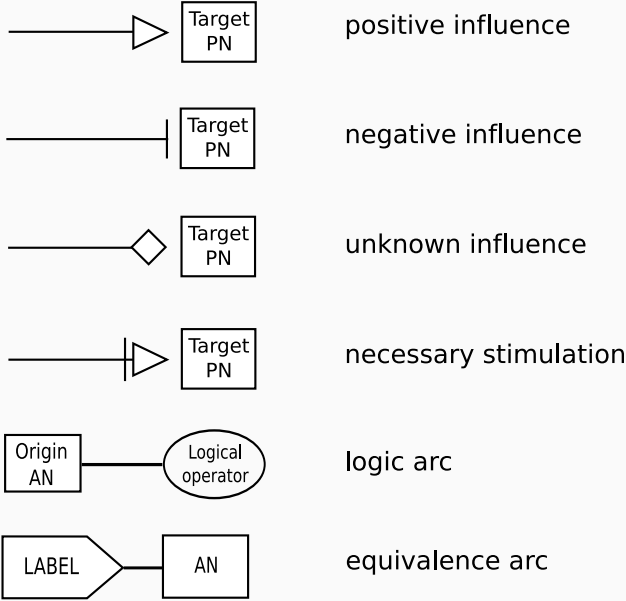 Target
PN
positive influence
Target
PN
negative influence
Target
PN
unknown influence
Target
PN
necessary stimulation
Origin
AN
Logical
operator
logic arc
LABEL
AN
equivalence arc